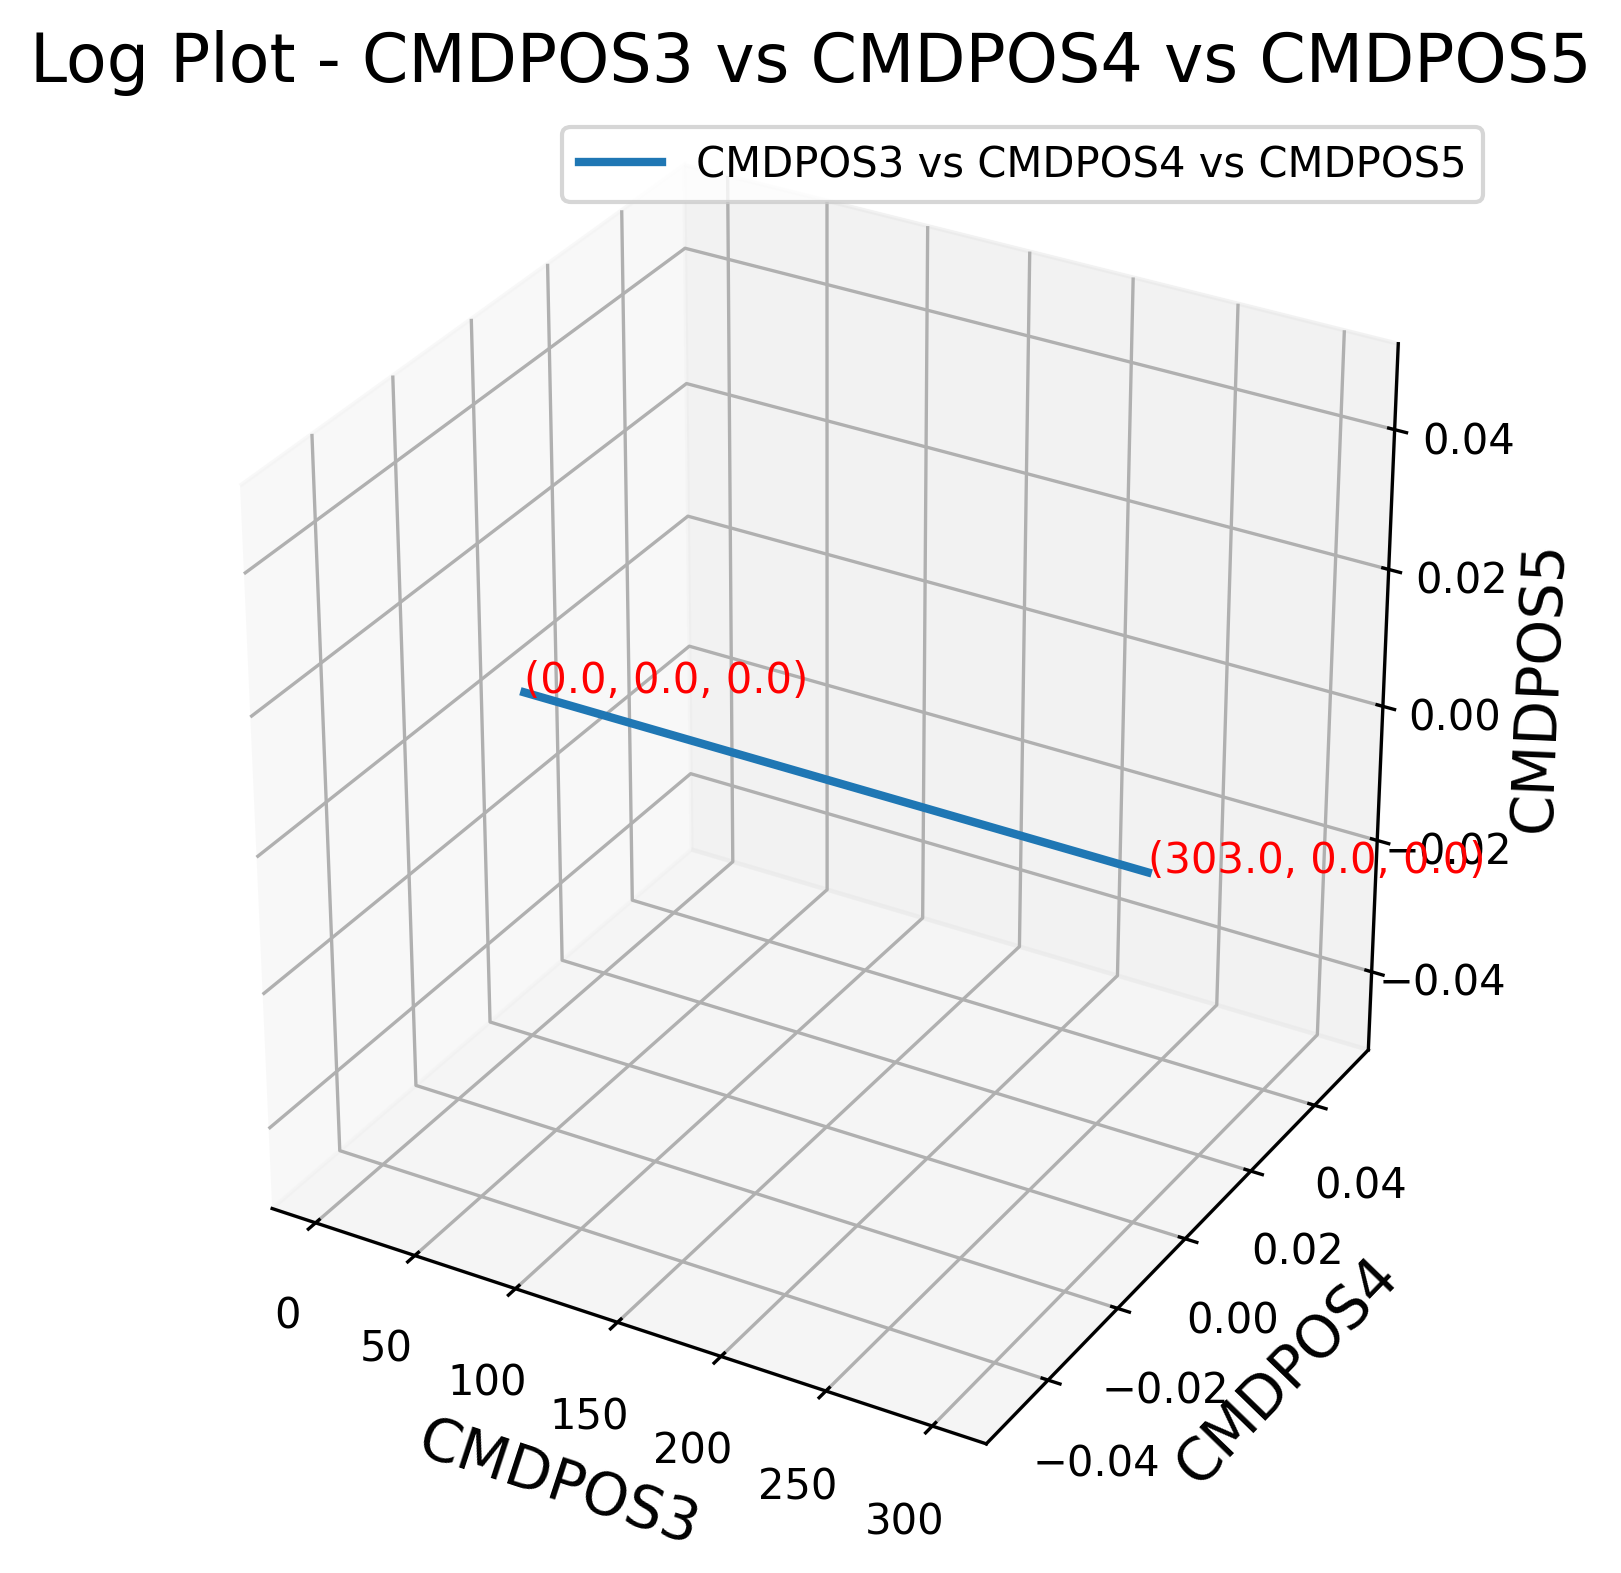 Log Plot - CMDPOS3 vs CMDPOS4 vs CMDPOS5
CMDPOS3 vs CMDPOS4 vs CMDPOS5
0.04
0.02
0.00
−0.02
−0.04
CMDPOS5
(0.0, 0.0, 0.0)
(303.0, 0.0, 0.0)
0.04
0.02
0.00
−0.02
−0.04
CMDPOS4
0
50
100
150
200
250
300
CMDPOS3